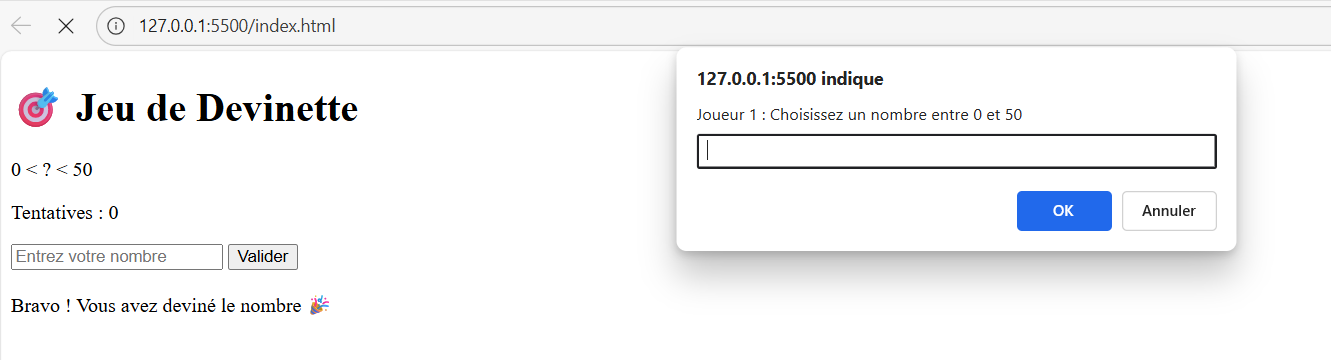 127.0.0.1:5500/index.html
127.0.0.1:5500 indique
Joueur 1 : Choisissez un nombre entre 0 et 50
OK
Annuler
🎯 Jeu de Devinette
0 < ? < 50
Tentatives : 0
Entrez votre nombre
Valider
Bravo ! Vous avez deviné le nombre 🎉